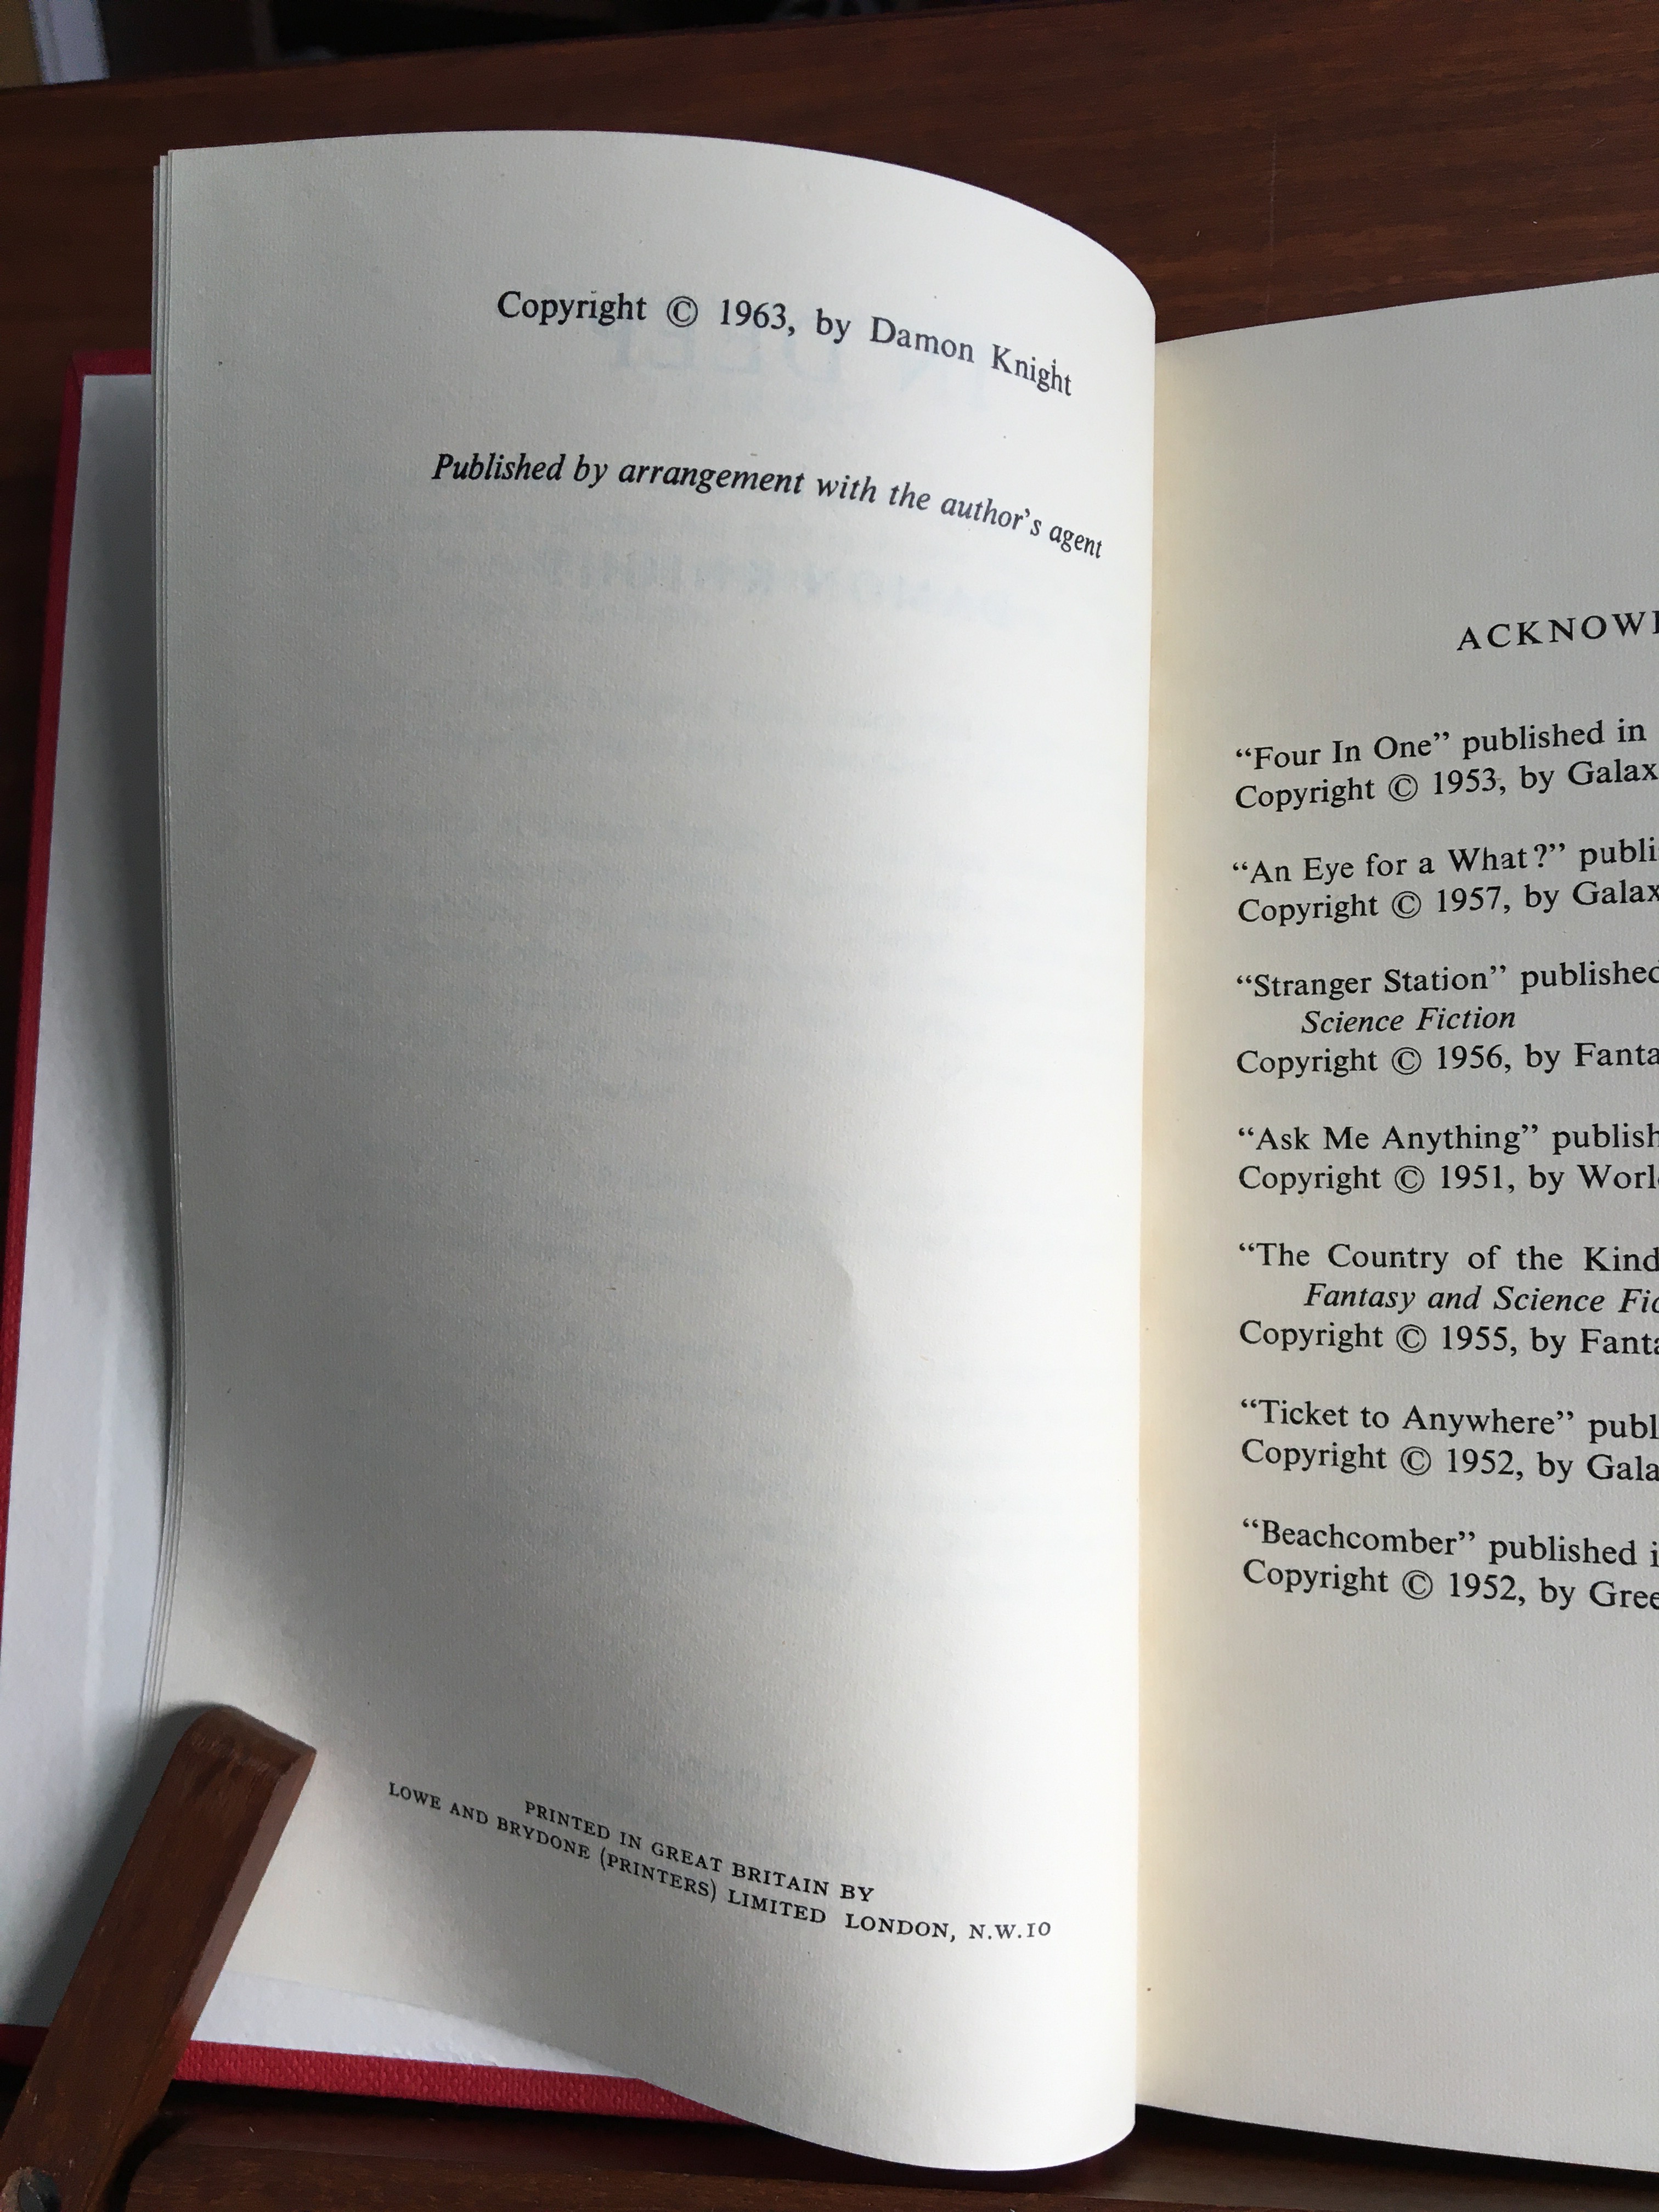 Copyright © 1963, by Damon Knight
Published by arrangement with the author's agent
PRINTED IN GREAT BRITAIN BY
LOWE AND BRYDONE (PRINTERS) LIMITED LONDON, N.W.10
“Four In One” published in
Copyright © 1953, by
“An Eye for a What?”
Copyright © 1957, by
“Stranger Station” published
Science Fiction
Copyright © 1956, by
“Ask Me Anything”
Copyright © 1951, by
“The Country of the
Fantasy and Science
Copyright © 1955, by
“Ticket to Anywhere”
Copyright © 1952, by
“Beachcomber” published
Copyright © 1952, by